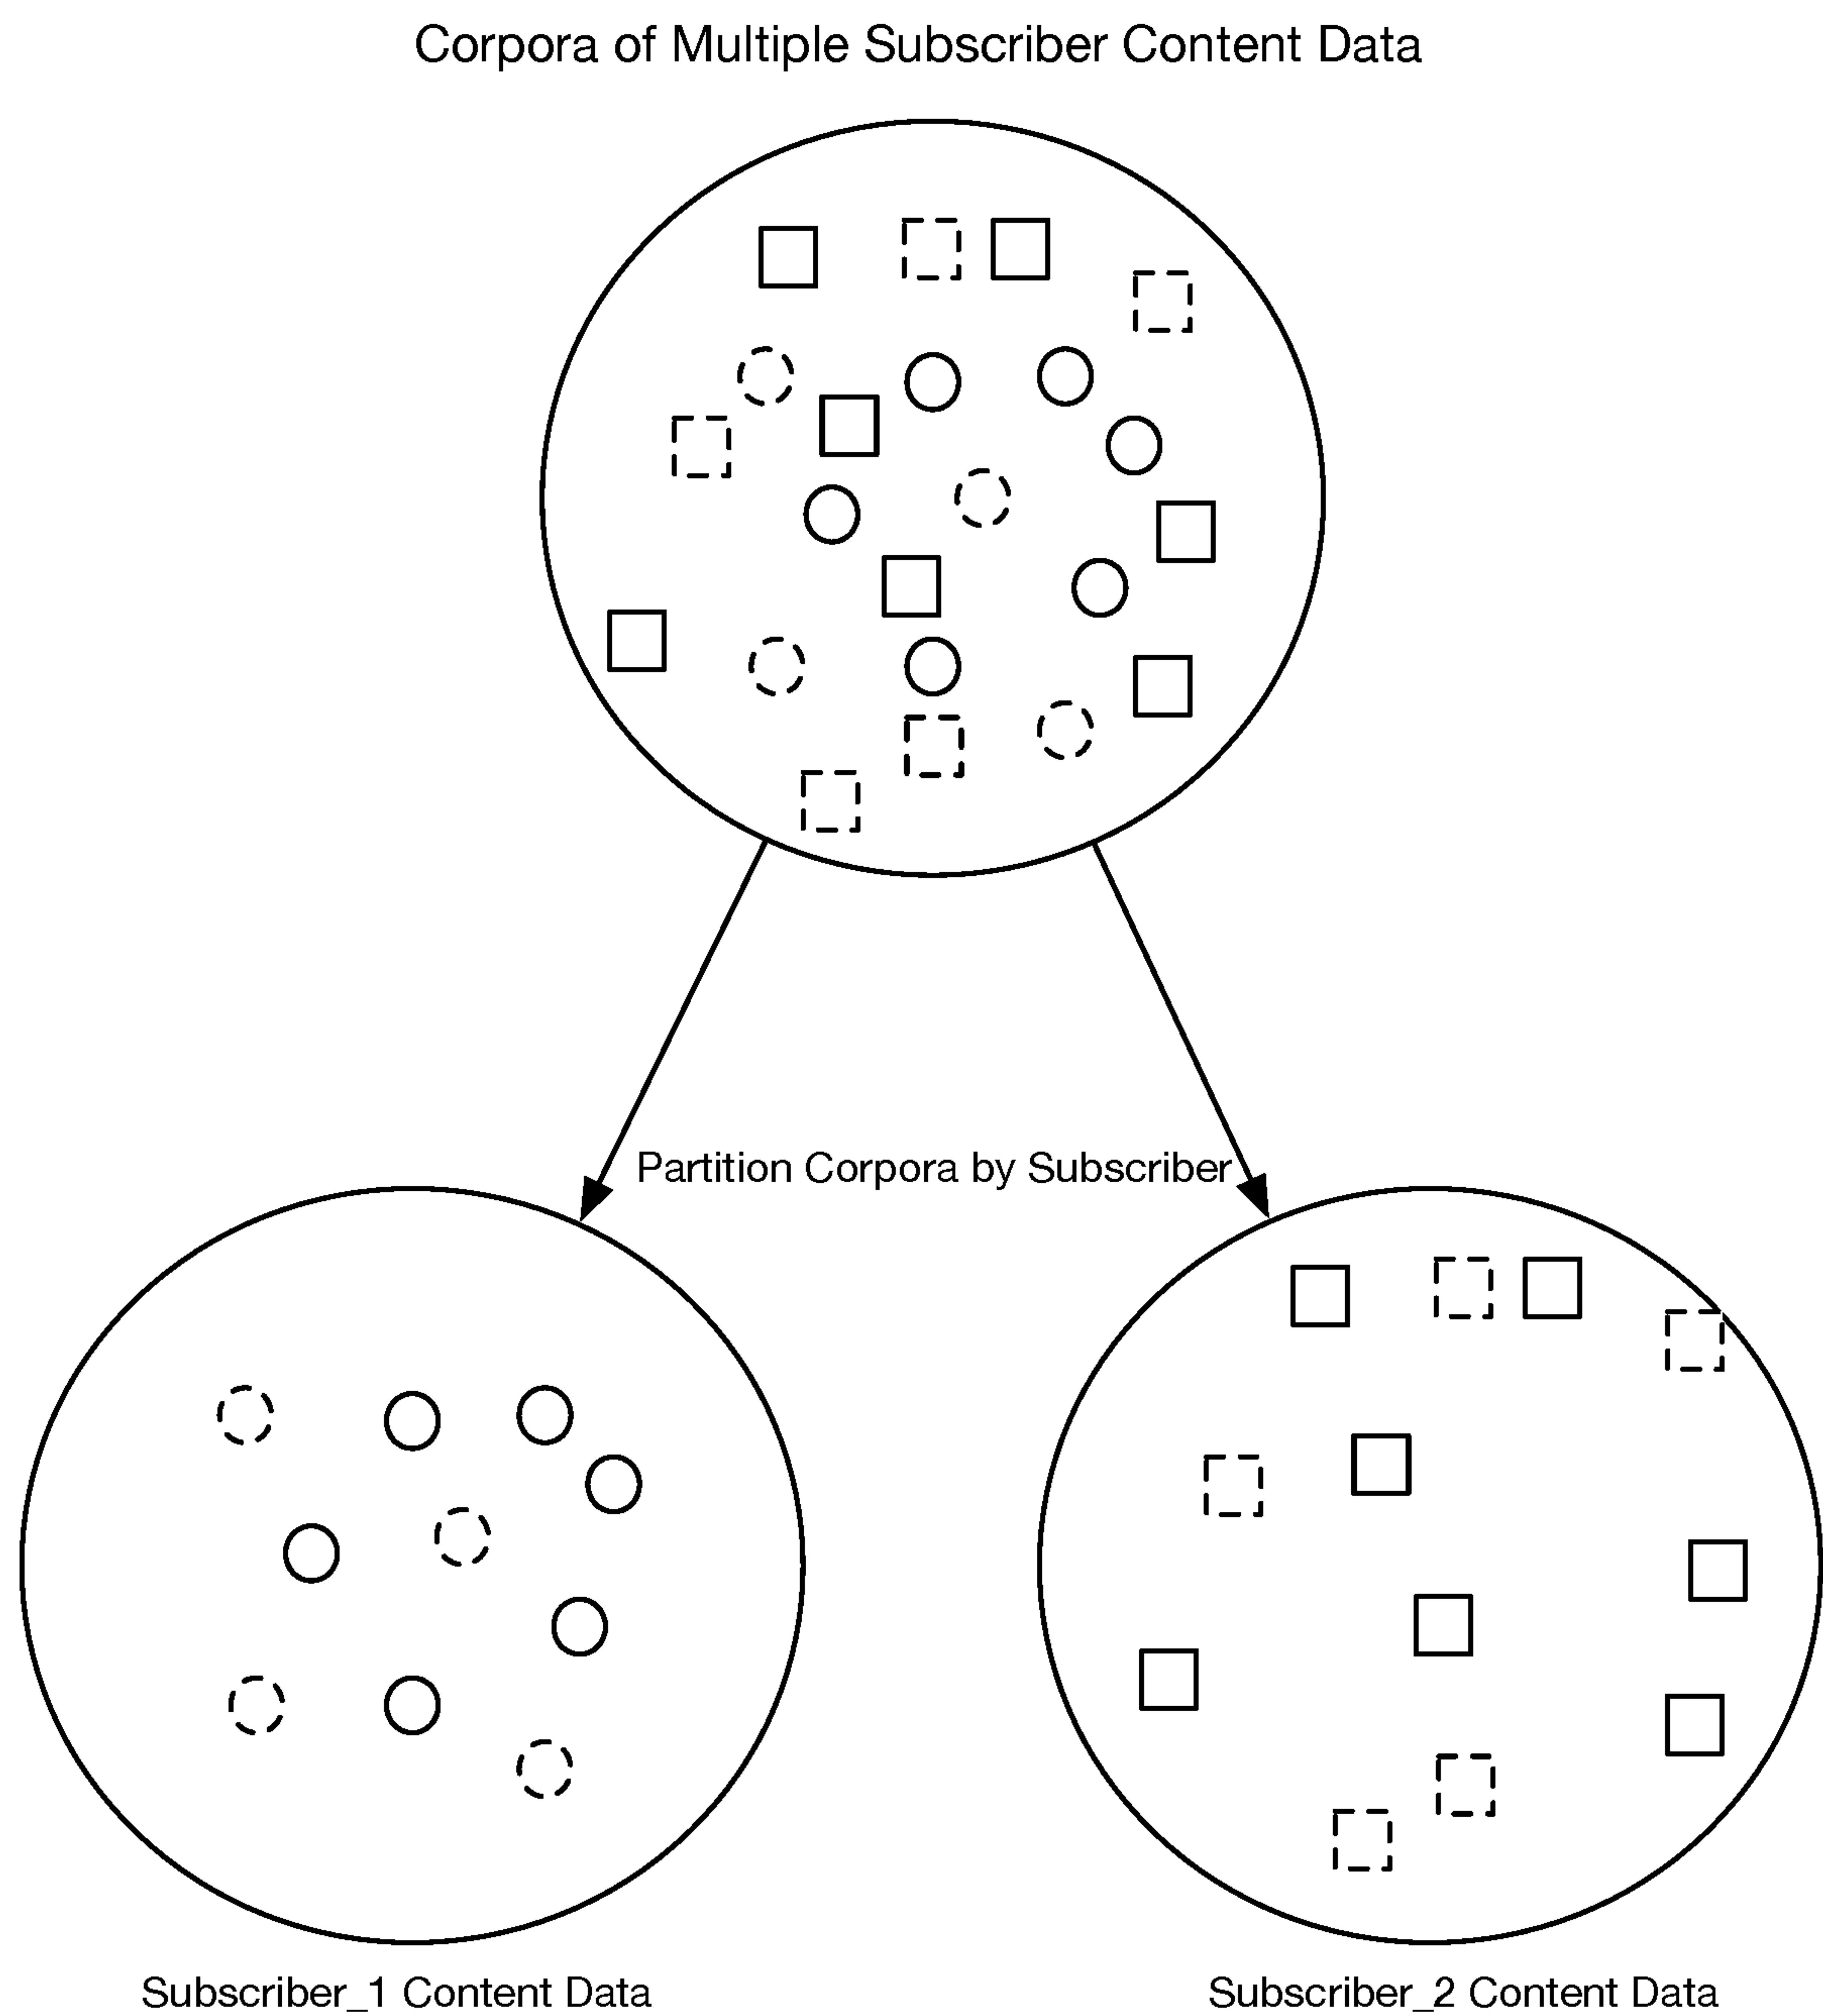 Corpora of Multiple Subscriber Content Data
Partition Corpora by Subscriber
Subscriber_1 Content Data
Subscriber_2 Content Data